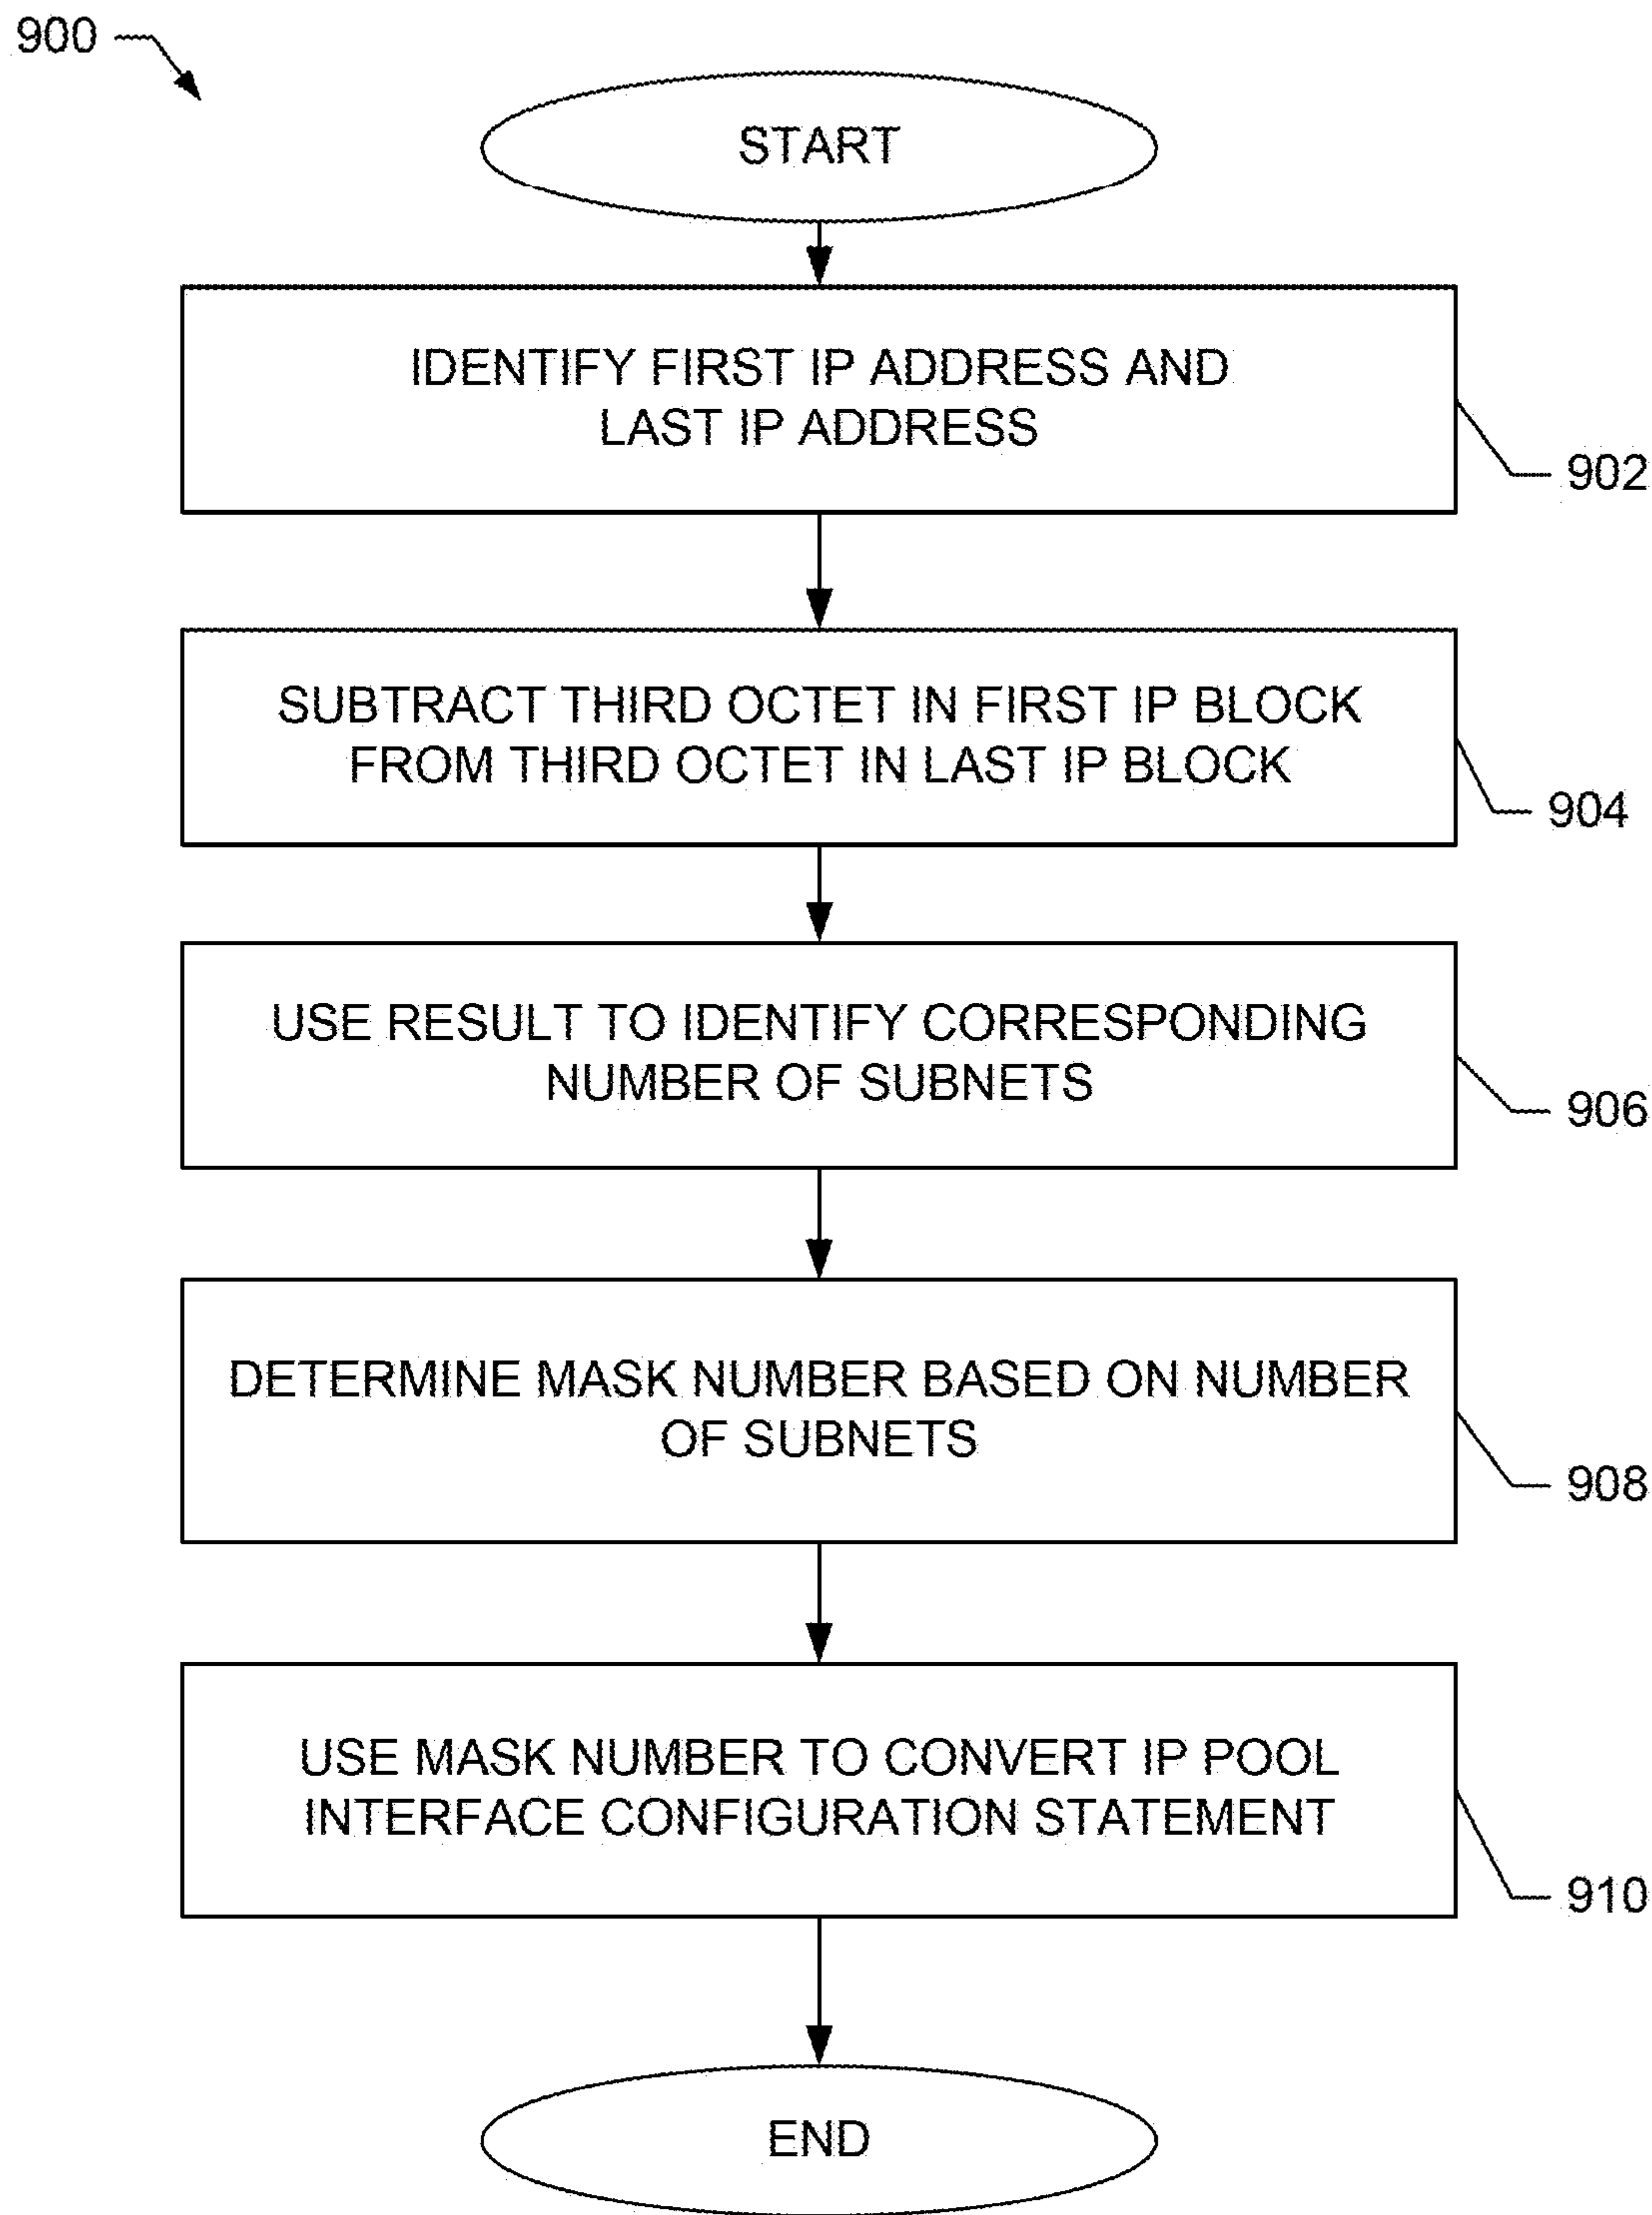 900
START
IDENTIFY FIRST IP ADDRESS AND
LAST IP ADDRESS
902
SUBTRACT THIRD OCTET IN FIRST IP BLOCK
FROM THIRD OCTET IN LAST IP BLOCK
904
USE RESULT TO IDENTIFY CORRESPONDING
NUMBER OF SUBNETS
906
DETERMINE MASK NUMBER BASED ON NUMBER
OF SUBNETS
908
USE MASK NUMBER TO CONVERT IP POOL
INTERFACE CONFIGURATION STATEMENT
910
END